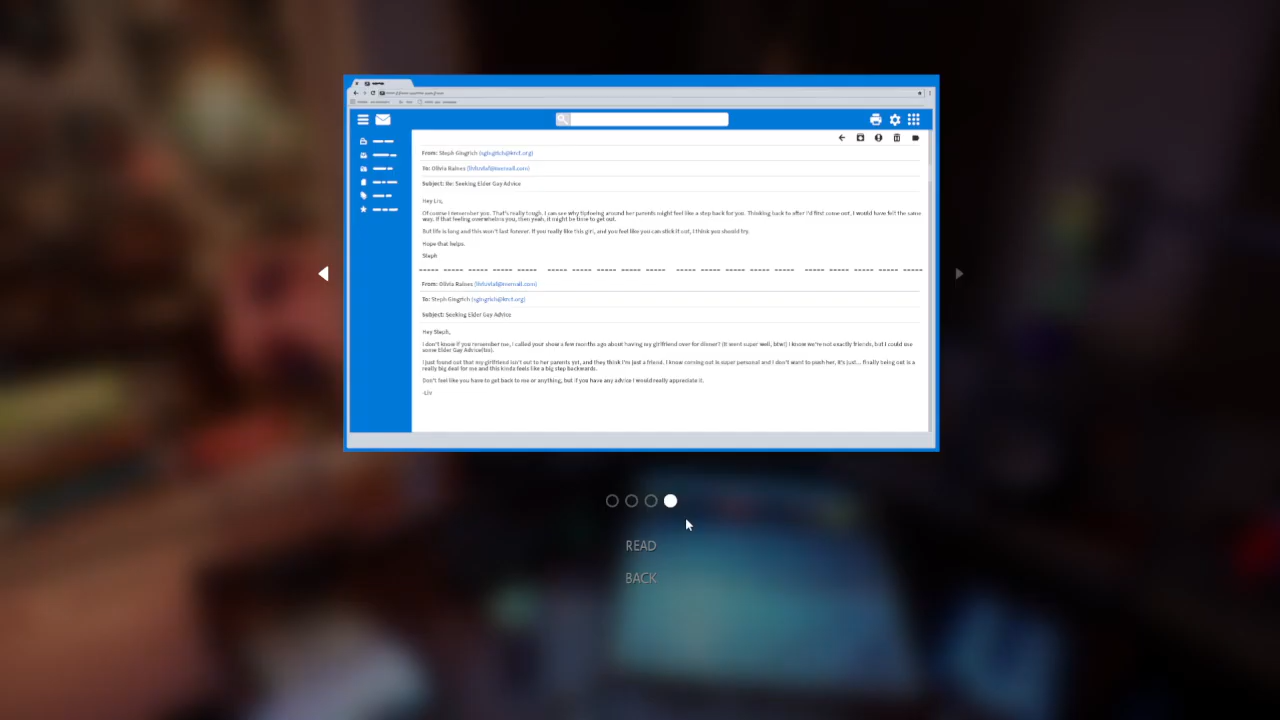 From: Steph Gingrich (sgingrich@krct.org)
To: Olivia Raines
Subject: Re: Seeking Elder Gay Advice
Hey Liv,
Of course I remember you. That's really tough. I can see why tiptoeing around her parents might feel like a step back for you. Thinking back to after I'd first come out, I would have felt the same
way. If that feeling overwhelms you, then yeah, it might be time to get out.
But life is long and this won't last forever. If you really like this girl, and you feel like you can stick it out, I think you should try.
Hope that helps.
Steph
From: Olivia Raines
To: Steph Gingrich (sgingrich@krct.org)
Subject: Seeking Elder Gay Advice
Hey Steph,
I don't know if you remember me, I called your show a few months ago about having my girlfriend over for dinner? (It went super well, btw!) I know we're not exactly friends, but I could use
some Elder Gay Advice(tm).
I just found out that my girlfriend isn't out to her parents yet, and they think I'm just a friend. I know coming out is super personal and I don't want to push her. It's just... finally being out is a
really big deal for me and this kinda feels like a big step backwards.
Don't feel like you have to get back to me or anything, but if you have any advice I would really appreciate it.
-Liv
READ
BACK